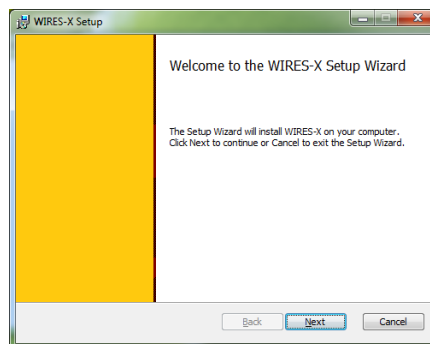 WIRES-X Setup
Welcome to the WIRES-X Setup Wizard
The Setup Wizard will install WIRES-X on your computer.
Click Next to continue or Cancel to exit the Setup Wizard.
Back Next Cancel